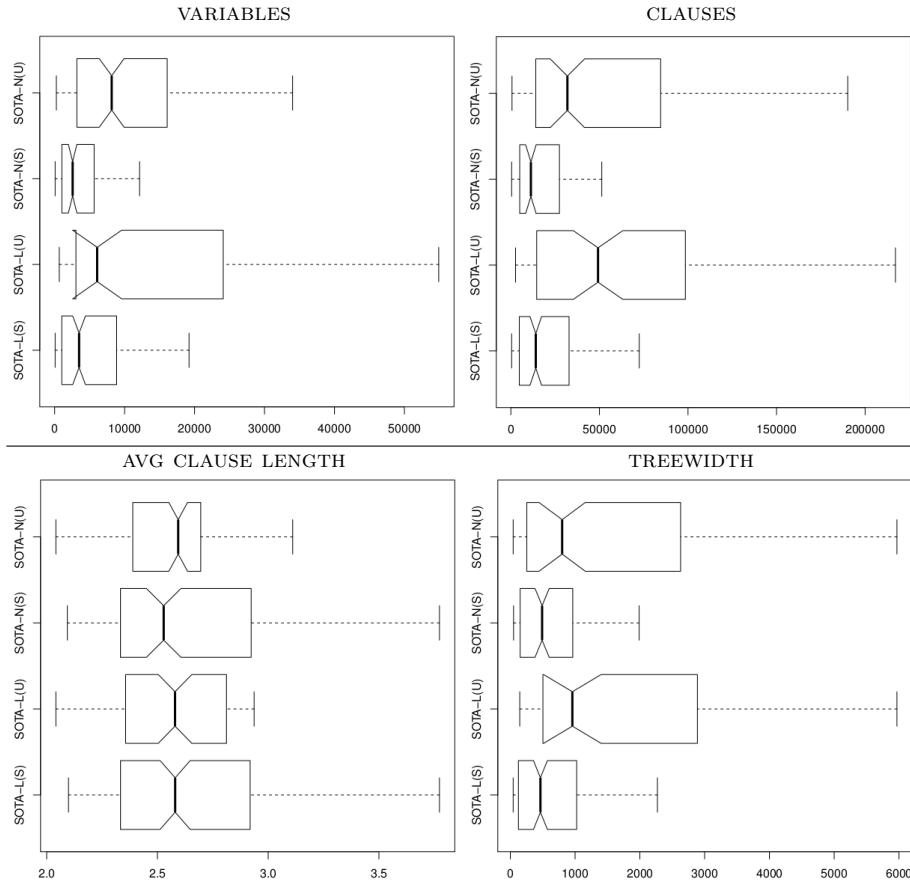 VARIABLES
SOTA−N(U)
SOTA−N(S)
SOTA−L(U)
SOTA−L(S)
0 10000 20000 30000 40000 50000
CLAUSES
SOTA−N(U)
SOTA−N(S)
SOTA−L(U)
SOTA−L(S)
0 50000 100000 150000 200000
AVG CLAUSE LENGTH
SOTA−N(U)
SOTA−N(S)
SOTA−L(U)
SOTA−L(S)
2.0 2.5 3.0 3.5
TREEWIDTH
SOTA−N(U)
SOTA−N(S)
SOTA−L(U)
SOTA−L(S)
0 1000 2000 3000 4000 5000 6000